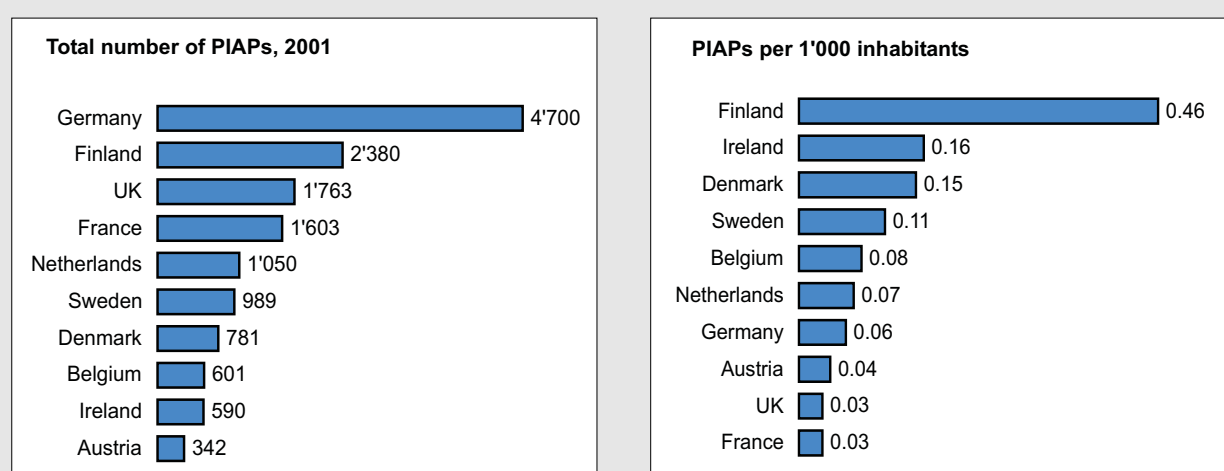 Total number of PIAPs, 2001
Germany 4'700
Finland 2'380
UK 1'763
France 1'603
Netherlands 1'050
Sweden 989
Denmark 781
Belgium 601
Ireland 590
Austria 342
PIAPs per 1'000 inhabitants
Finland 0.46
Ireland 0.16
Denmark 0.15
Sweden 0.11
Belgium 0.08
Netherlands 0.07
Germany 0.06
Austria 0.04
UK 0.03
France 0.03